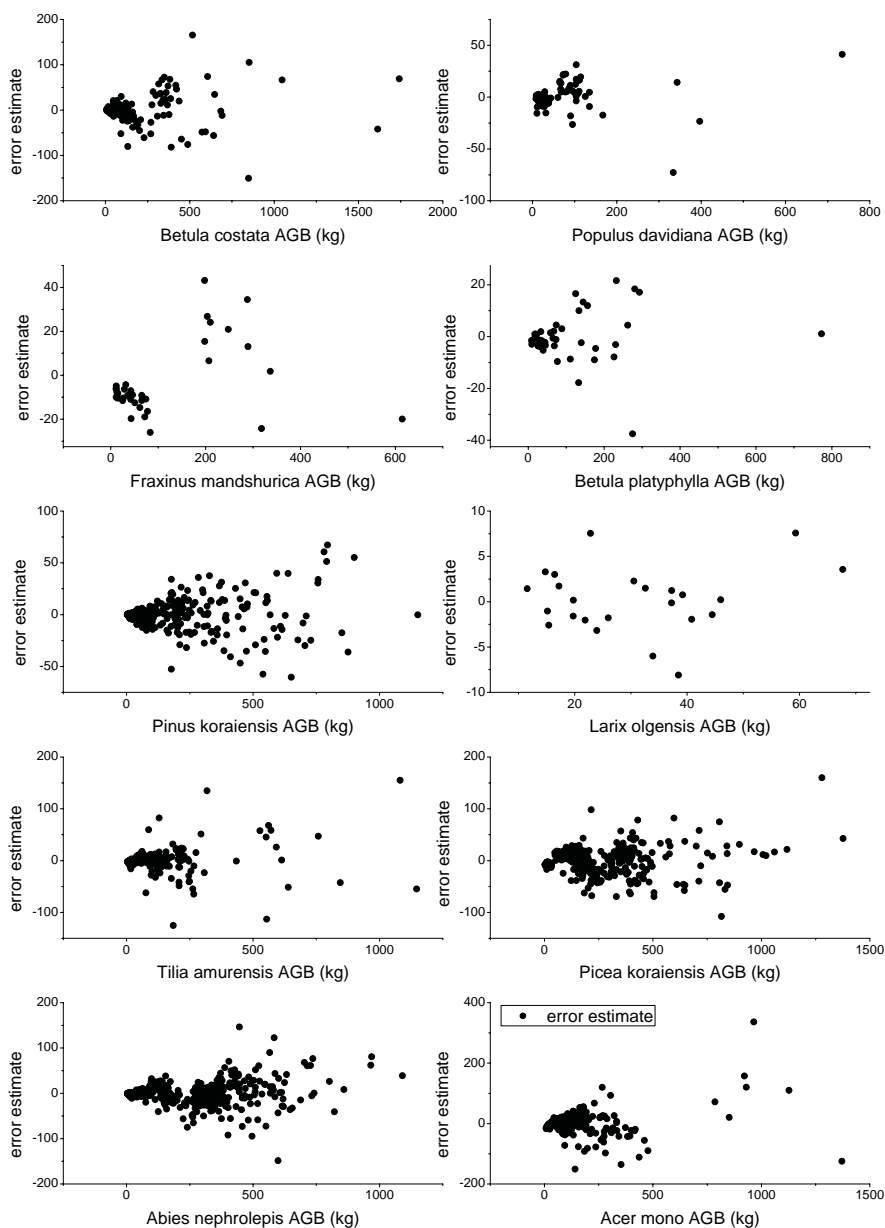 200
100
0
-100
-200
0 500 1000 1500 2000
error estimate
Betula costata AGB (kg)
50
0
-50
-100
0 200 400 600 800
error estimate
Populus davidiana AGB (kg)
40
20
0
-20
0 200 400 600
error estimate
Fraxinus mandshurica AGB (kg)
20
0
-20
-40
0 200 400 600 800
error estimate
Betula platyphylla AGB (kg)
100
50
0
-50
0 500 1000
error estimate
Pinus koraiensis AGB (kg)
10
5
0
-5
-10
20 40 60
error estimate
Larix olgensis AGB (kg)
200
100
0
-100
0 500 1000
error estimate
Tilia amurensis AGB (kg)
200
100
0
-100
0 500 1000 1500
error estimate
Picea koraiensis AGB (kg)
200
100
0
-100
-200
0 500 1000
error estimate
Abies nephrolepis AGB (kg)
400
200
0
-200
0 500 1000 1500
error estimate
error estimate
Acer mono AGB (kg)